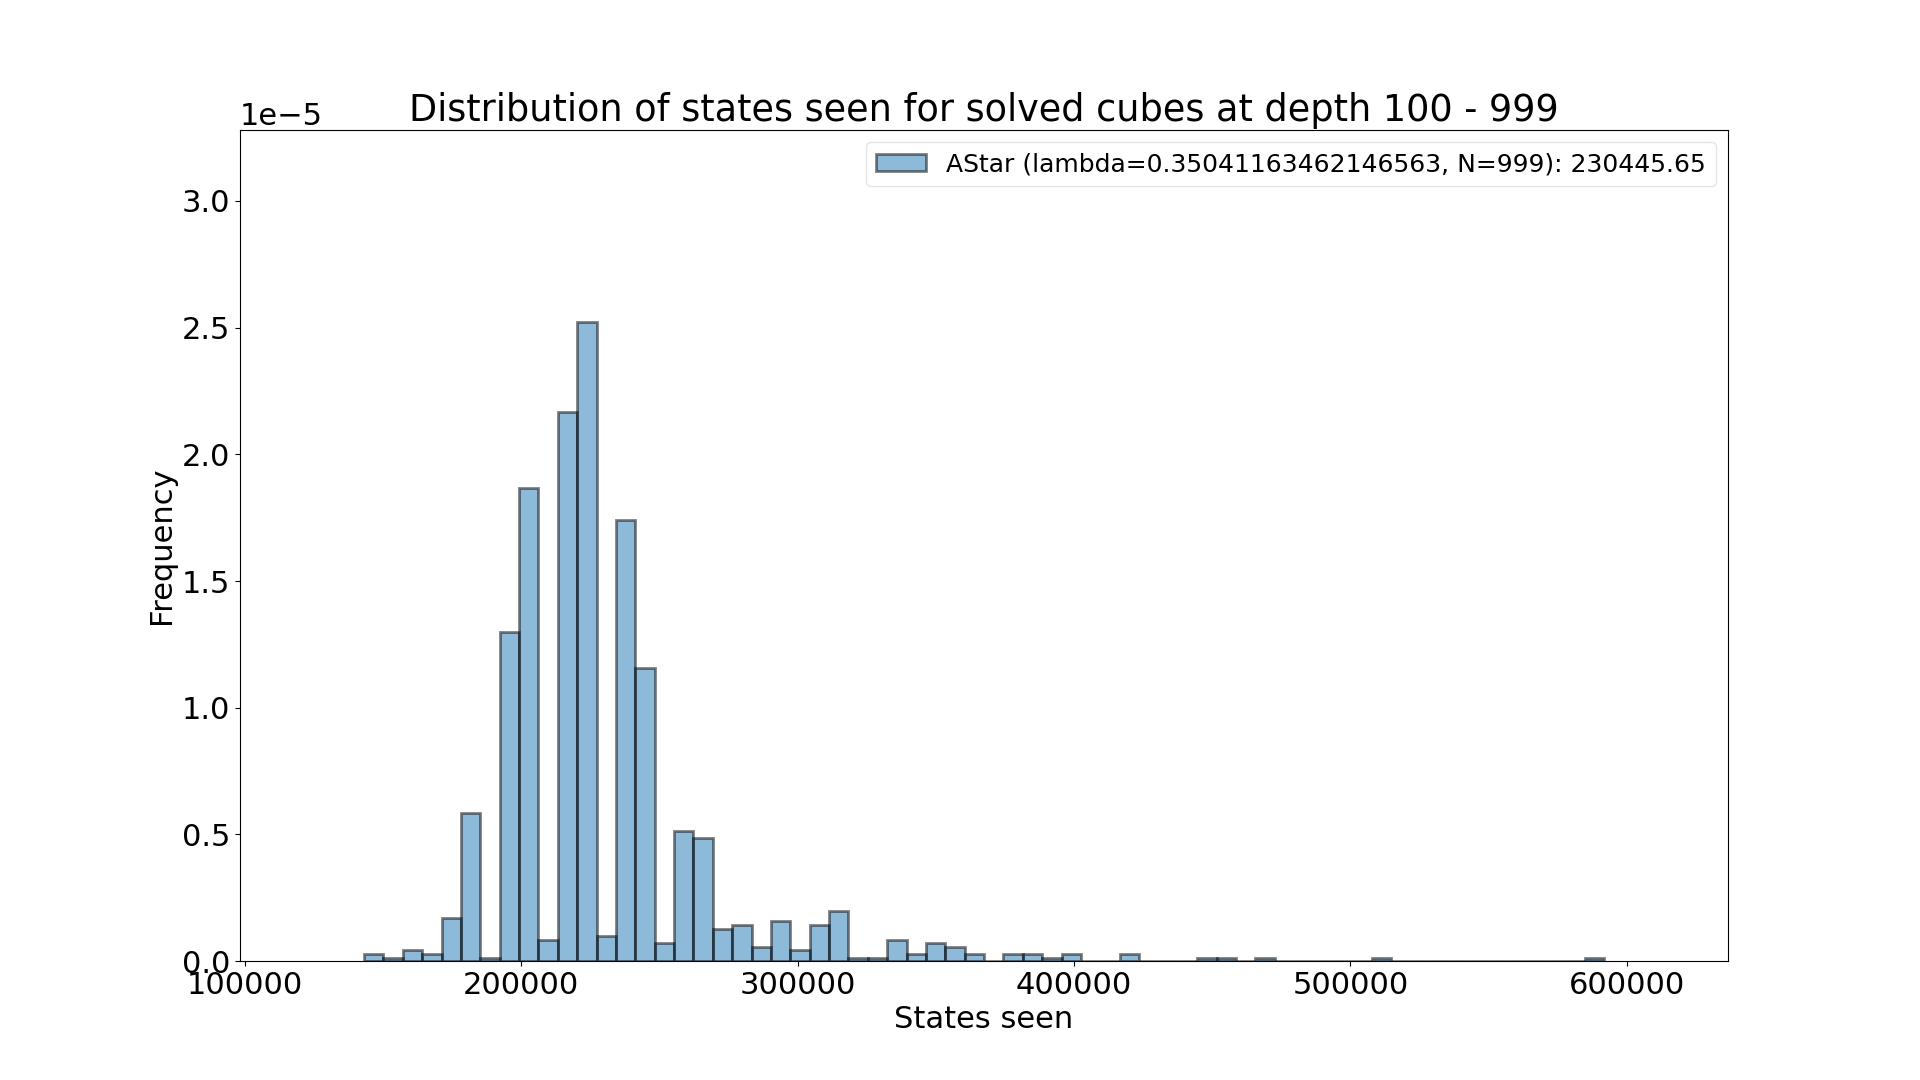 Distribution of states seen for solved cubes at depth 100 - 999
1e−5
AStar (lambda=0.35041163462146563, N=999): 230445.65
3.0
2.5
2.0
1.5
1.0
0.5
0.0
Frequency
100000 200000 300000 400000 500000 600000
States seen